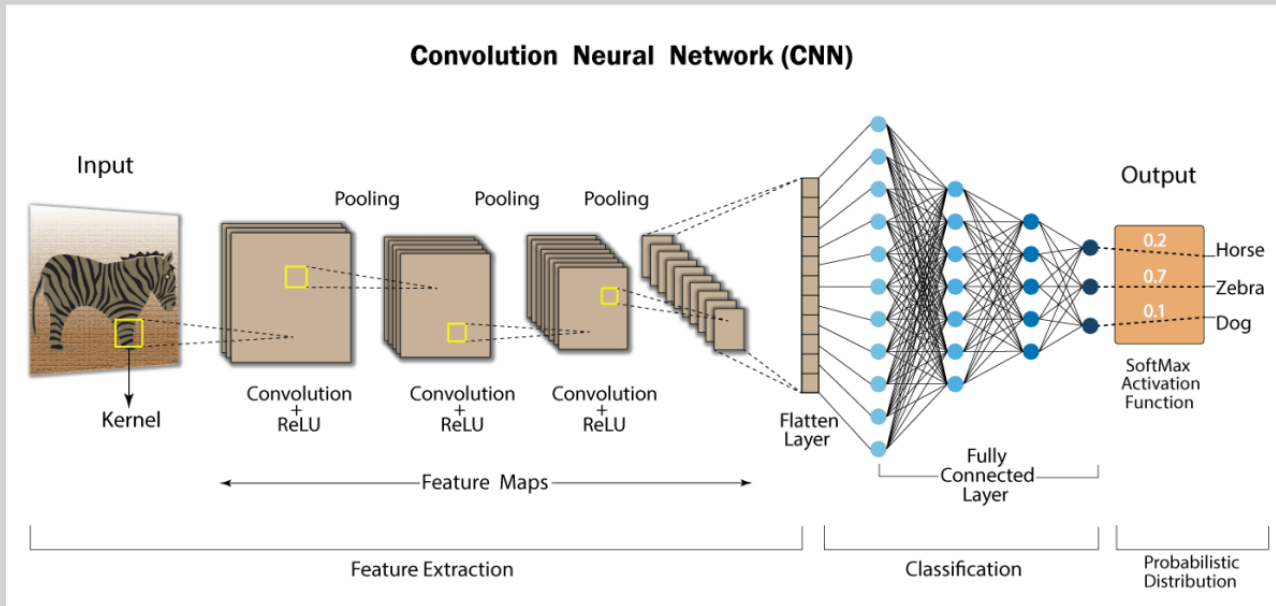 Convolution Neural Network (CNN)
Input
Output
Pooling
Pooling
Pooling
Kernel
Convolution
+
ReLU
Convolution
+
ReLU
Convolution
+
ReLU
Flatten
Layer
0.2
0.7
0.1
Horse
Zebra
Dog
SoftMax
Activation
Function
Fully
Connected
Layer
Feature Maps
Feature Extraction
Classification
Probabilistic
Distribution